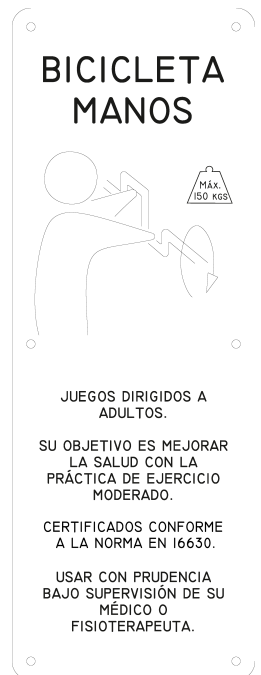 BICICLETA
MANOS
MÁX.
150 KGS
JUEGOS DIRIGIDOS A
ADULTOS.
SU OBJETIVO ES MEJORAR
LA SALUD CON LA
PRÁCTICA DE EJERCICIO
MODERADO.
CERTIFICADOS CONFORME
A LA NORMA EN 16630.
USAR CON PRUDENCIA
BAJO SUPERVISIÓN DE SU
MÉDICO O
FISIOTERAPEUTA.